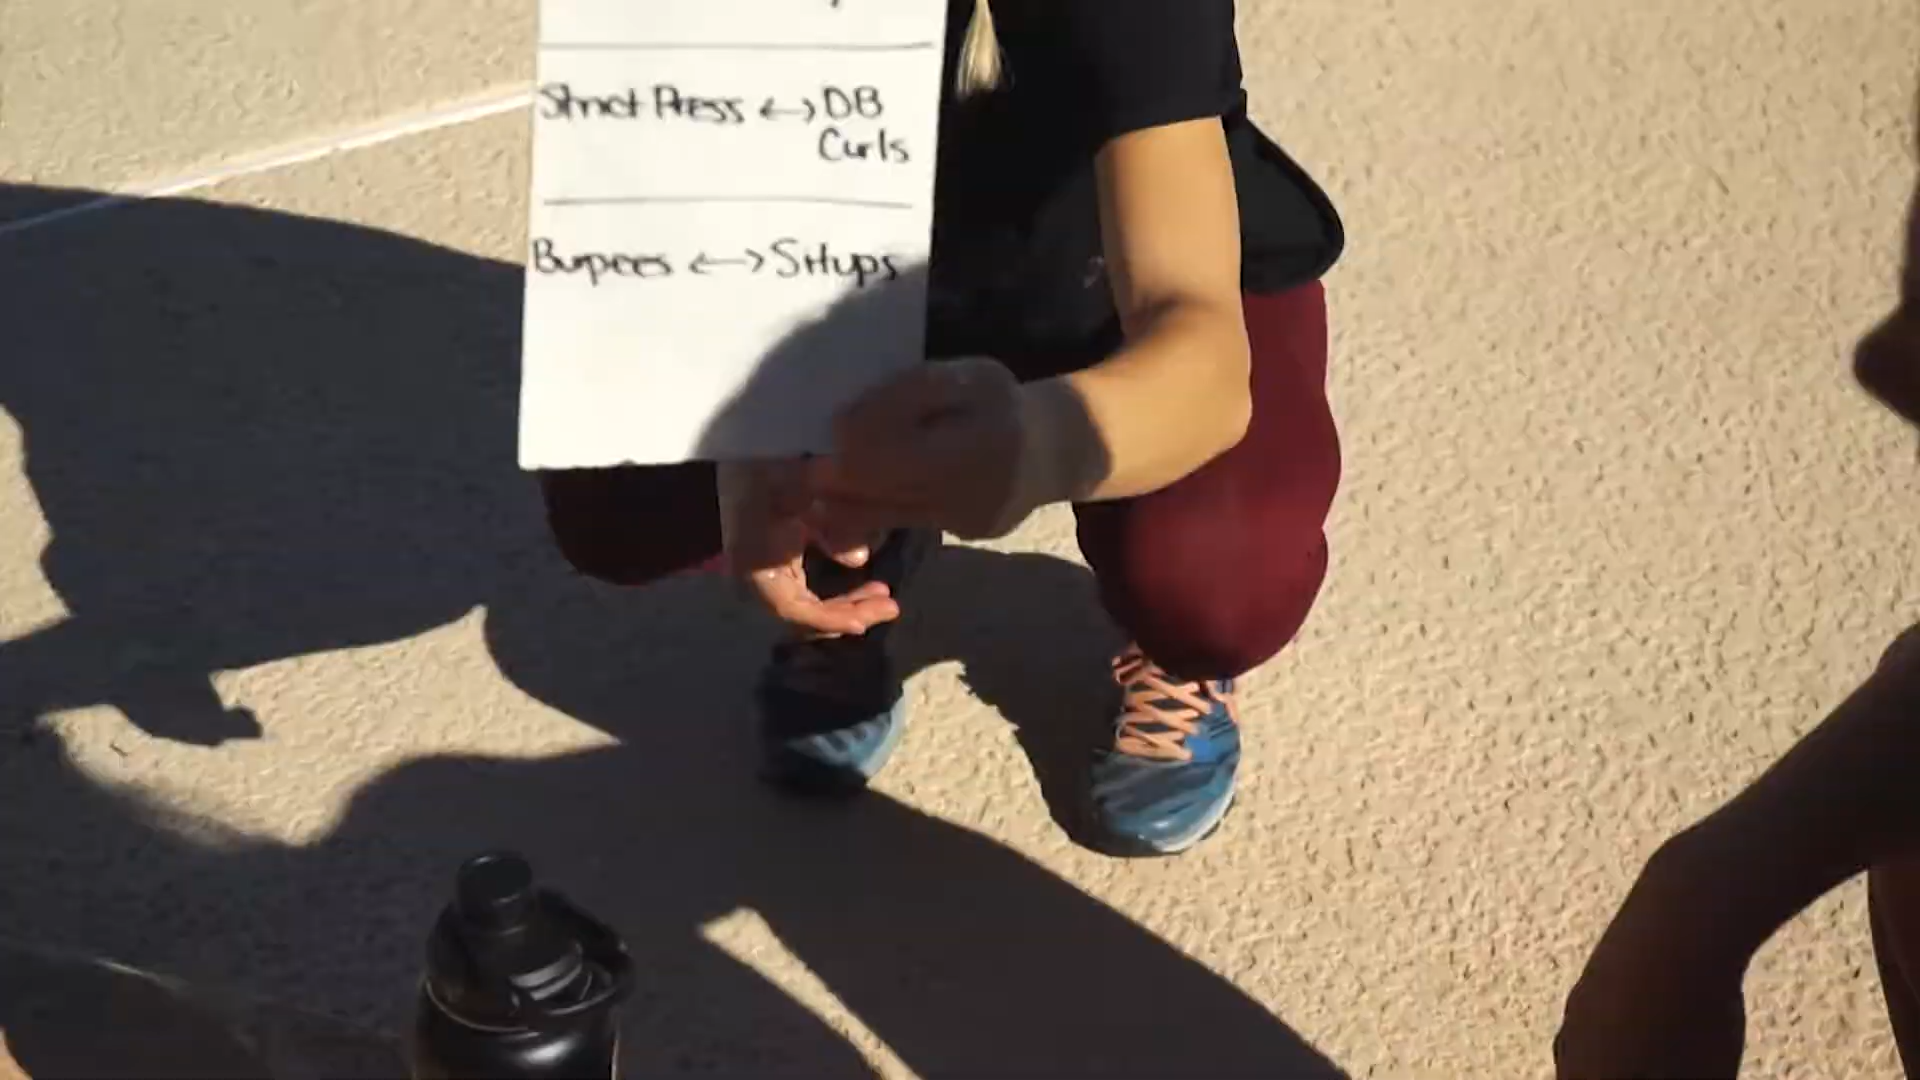 Strict Press <-> DB
Curls
Burpees <-> Situps